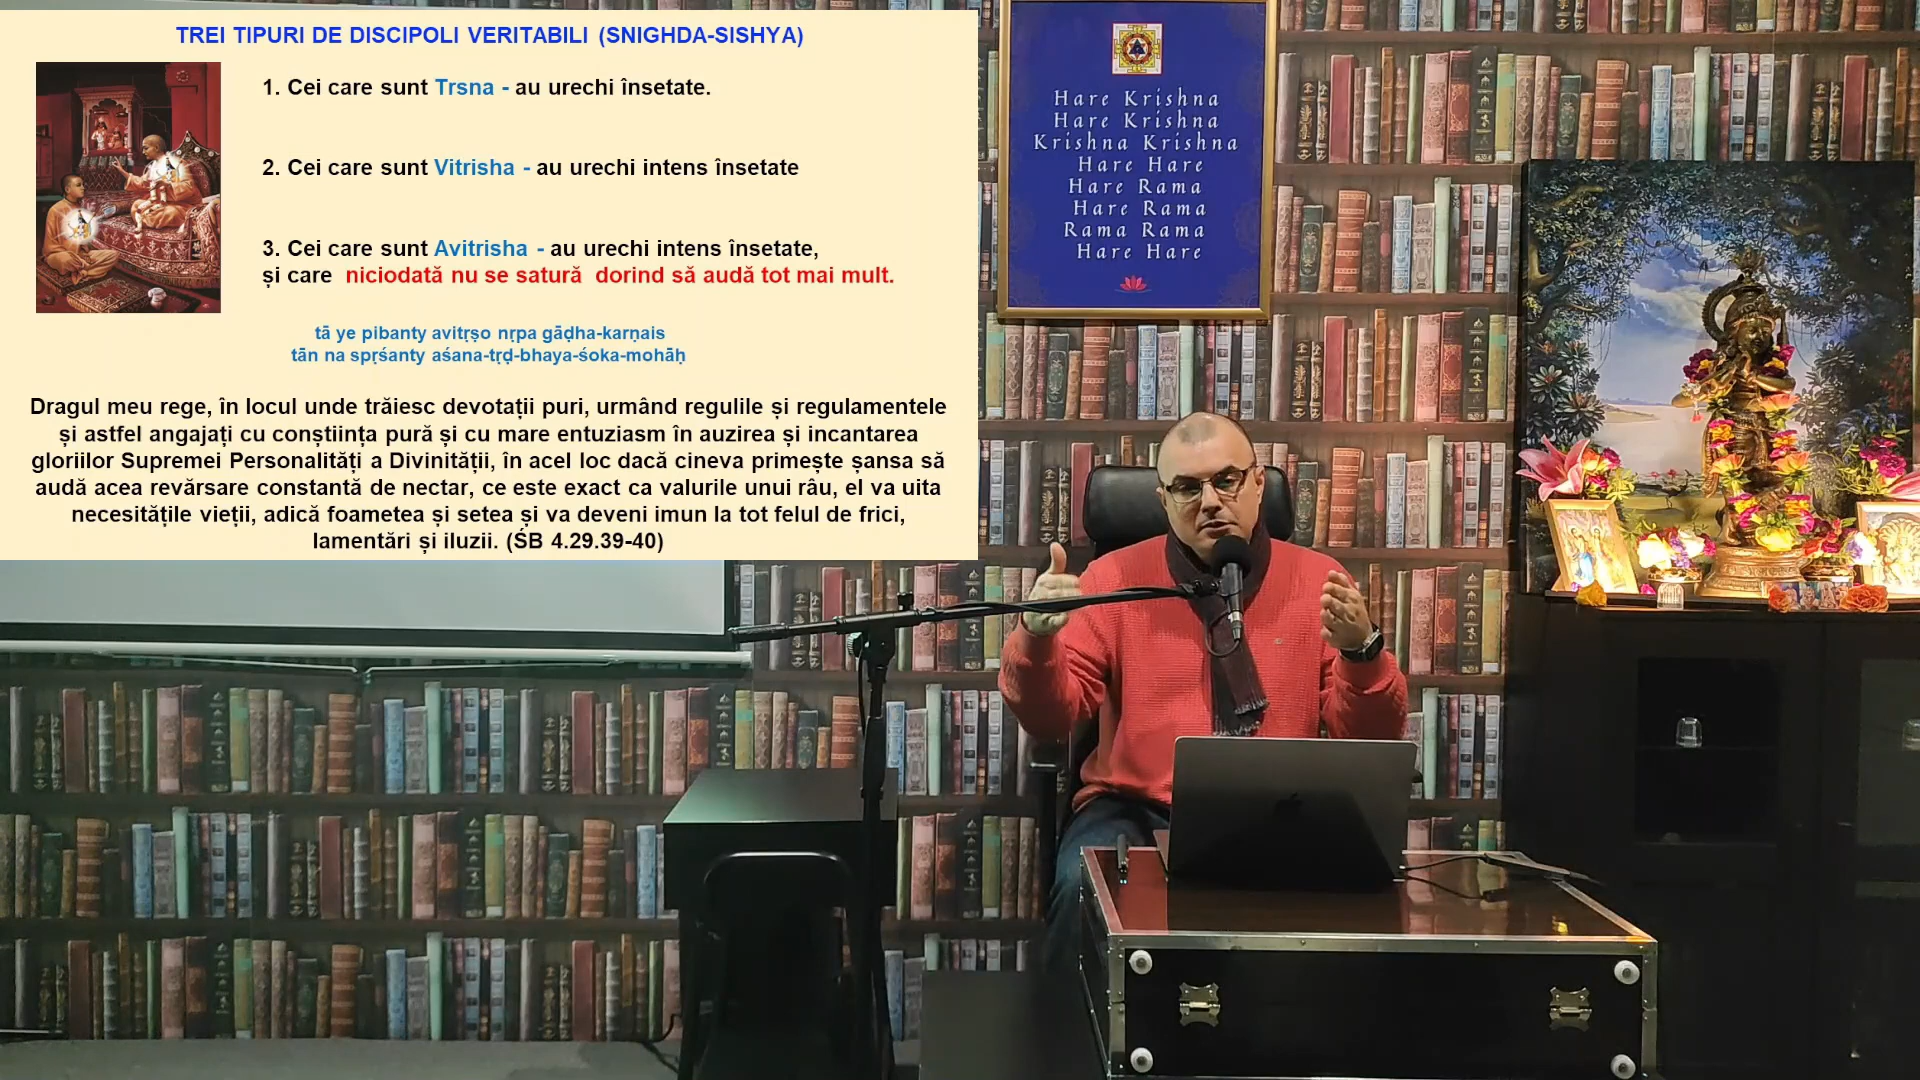 TREI TIPURI DE DISCIPOLI VERITABILI (SNIGHDA-SISHYA)
1. Cei care sunt Trsna - au urechi însetate.
2. Cei care sunt Vitrisha - au urechi intens însetate
3. Cei care sunt Avitrisha - au urechi intens însetate,
și care niciodată nu se satură dorind să audă tot mai mult.
tā ye pibanty avitṛṣo nṛpa gāḍha-karṇais
tān na spṛśanty aśana-tṛḍ-bhaya-śoka-mohāḥ
Dragul meu rege, în locul unde trăiesc devotații puri, urmând regulile și regulamentele
și astfel angajați cu conștiința pură și cu mare entuziasm în auzirea și incantarea
gloriilor Supremei Personalități a Divinității, în acel loc dacă cineva primește șansa să
audă acea revărsare constantă de nectar, ce este exact ca valurile unui râu, el va uita
necesitățile vieții, adică foametea și setea și va deveni imun la tot felul de frici,
lamentări și iluzii. (ŚB 4.29.39-40)
Hare Krishna
Hare Krishna
Krishna Krishna
Hare Hare
Hare Rama
Hare Rama
Rama Rama
Hare Hare